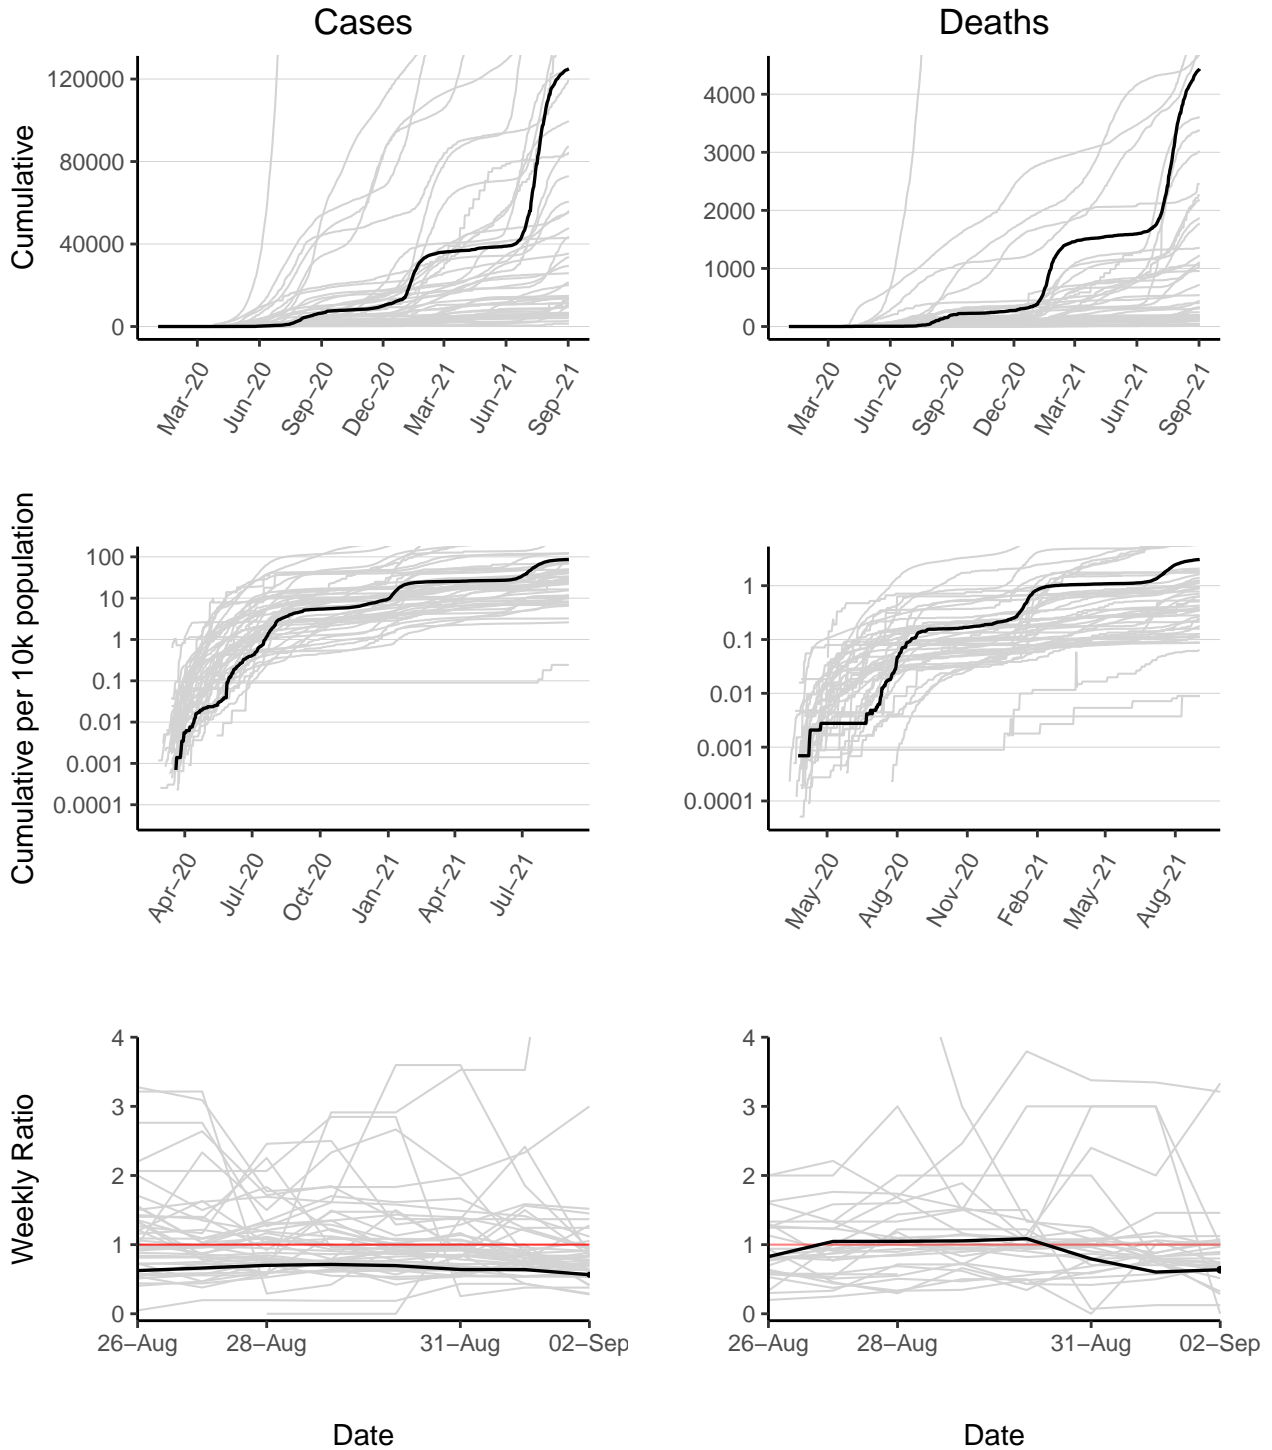 Cases
Deaths
Cumulative
120000
80000
40000
0
Mar–20
Jun–20
Sep–20
Dec–20
Mar–21
Jun–21
Sep–21
4000
3000
2000
1000
0
Mar–20
Jun–20
Sep–20
Dec–20
Mar–21
Jun–21
Sep–21
Cumulative per 10k population
100
10
1
0.1
0.01
0.001
0.0001
Apr–20
Jul–20
Oct–20
Jan–21
Apr–21
Jul–21
1
0.1
0.01
0.001
0.0001
May–20
Aug–20
Nov–20
Feb–21
May–21
Aug–21
Weekly Ratio
4
3
2
1
0
26–Aug
28–Aug
31–Aug
02–Sep
4
3
2
1
0
26–Aug
28–Aug
31–Aug
02–Sep
Date
Date